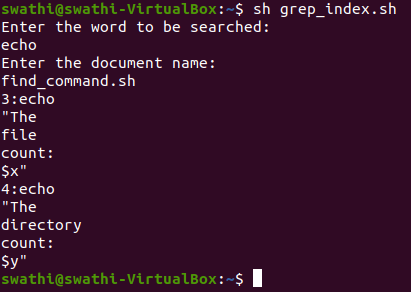 swathi@swathi-VirtualBox:~$ sh grep_index.sh
Enter the word to be searched:
echo
Enter the document name:
find_command.sh
3:echo
"The
file
count:
$x"
4:echo
"The
directory
count:
$y"
swathi@swathi-VirtualBox:~$